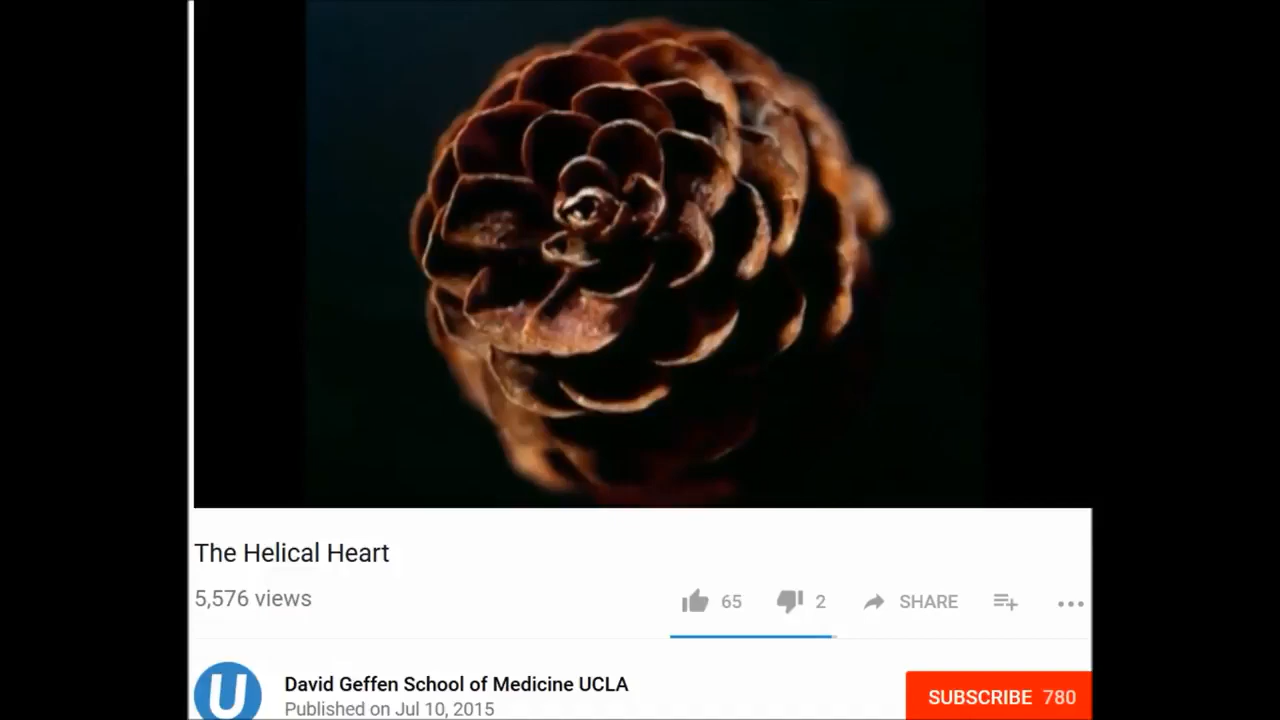 The Helical Heart
5,576 views
65 2 SHARE
U
David Geffen School of Medicine UCLA
Published on Jul 10, 2015
SUBSCRIBE 780